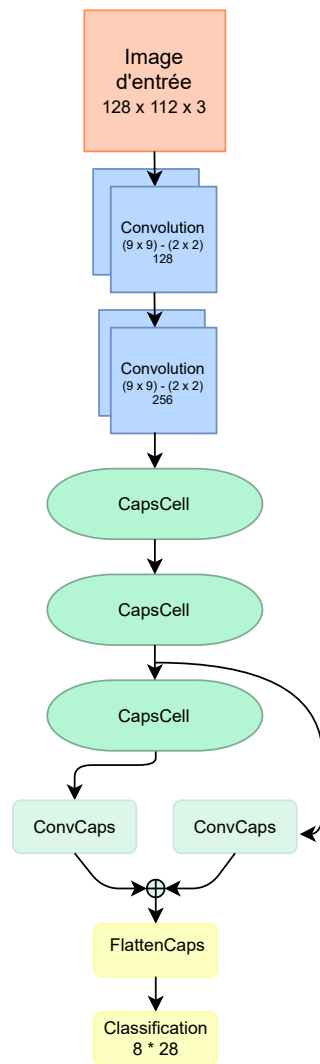 Image
d'entrée
128 x 112 x 3
Convolution
(9 x 9) - (2 x 2)
128
Convolution
(9 x 9) - (2 x 2)
256
CapsCell
CapsCell
CapsCell
ConvCaps
ConvCaps
FlattenCaps
Classification
8 * 28